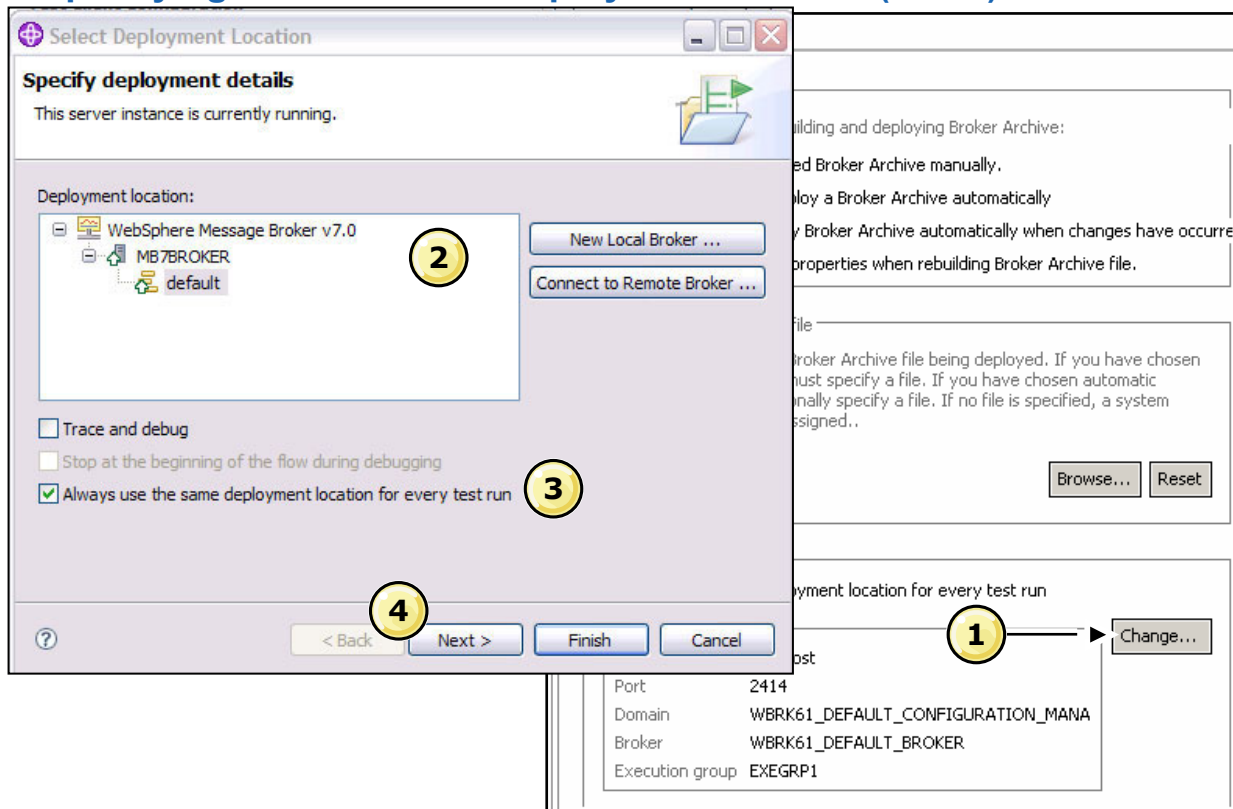 Select Deployment Location
Specify deployment details
This server instance is currently running.
Deployment location:
WebSphere Message Broker v7.0
MB7BROKER
default
2
New Local Broker ...
Connect to Remote Broker ...
Trace and debug
Stop at the beginning of the flow during debugging
Always use the same deployment location for every test run
3
4
< Back
Next >
Finish
Cancel
ilding and deploying Broker Archive:
ed Broker Archive manually.
loy a Broker Archive automatically
y Broker Archive automatically when changes have occurre
properties when rebuilding Broker Archive file.
file
Broker Archive file being deployed. If you have chosen
must specify a file. If you have chosen automatic
onally specify a file. If no file is specified, a system
ssigned..
Browse...
Reset
yment location for every test run
1
Change...
ost
Port 2414
Domain WBRK61_DEFAULT_CONFIGURATION_MANA
Broker WBRK61_DEFAULT_BROKER
Execution group EXEGRP1